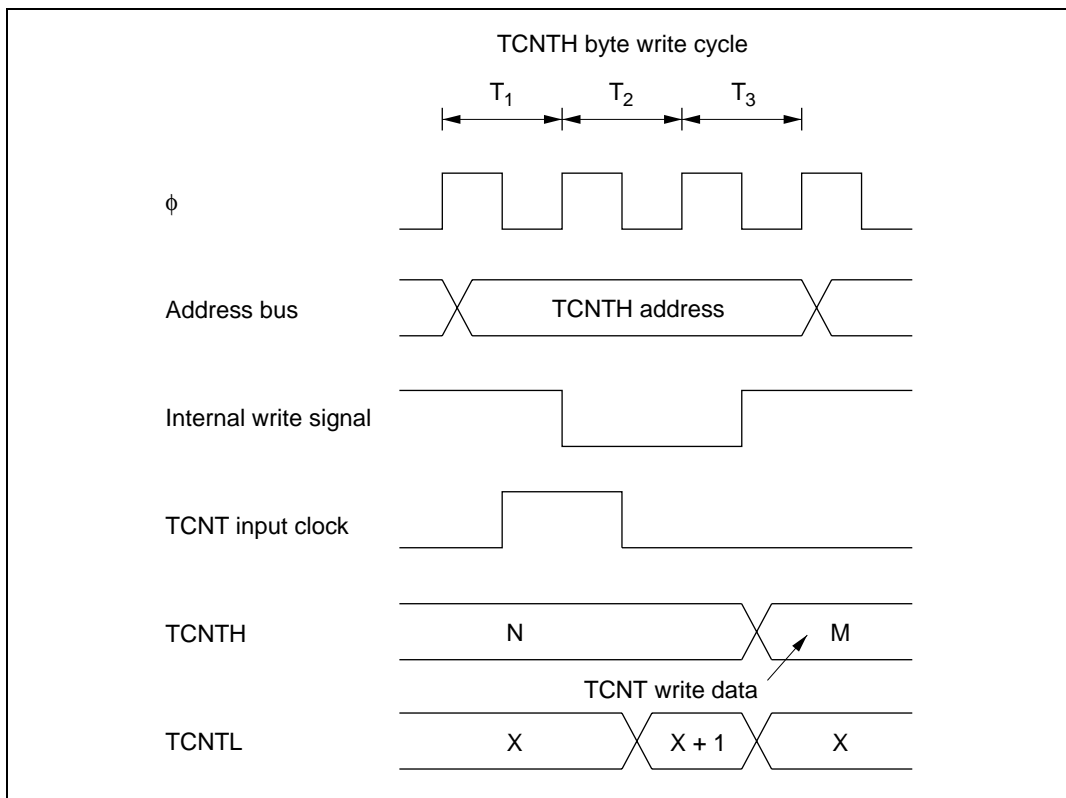 TCNTH byte write cycle
T1 T2 T3
φ
Address bus TCNTH address
Internal write signal
TCNT input clock
TCNTH N M
TCNT write data
TCNTL X X + 1 X